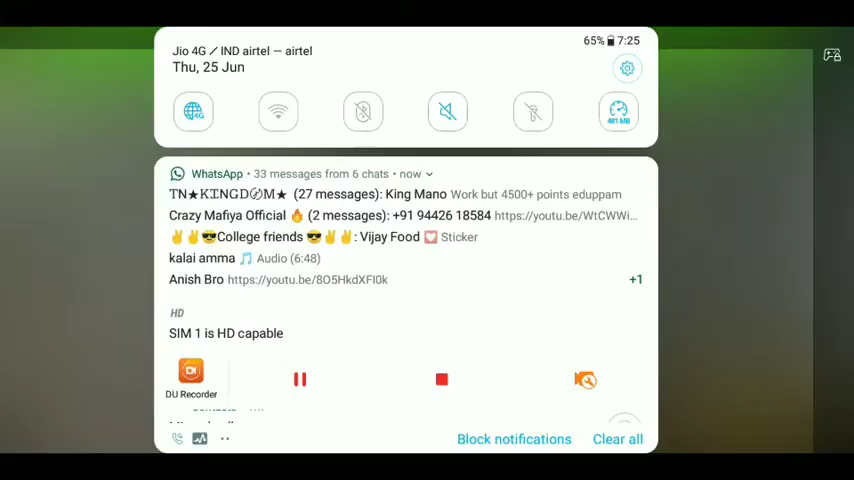 65% 7:25
Jio 4G / IND airtel — airtel
Thu, 25 Jun
4G
481 MB
WhatsApp • 33 messages from 6 chats • now
TN★KINGDOM★ (27 messages): King Mano Work but 4500+ points eduppam
Crazy Mafiya Official 🔥 (2 messages): +91 94426 18584 https://youtu.be/WtCWWi...
✌✌😎College friends 😎✌✌: Vijay Food 💟 Sticker
kalai amma 🎵 Audio (6:48)
Anish Bro https://youtu.be/8O5HkdXFI0k +1
HD
SIM 1 is HD capable
DU Recorder
Block notifications Clear all